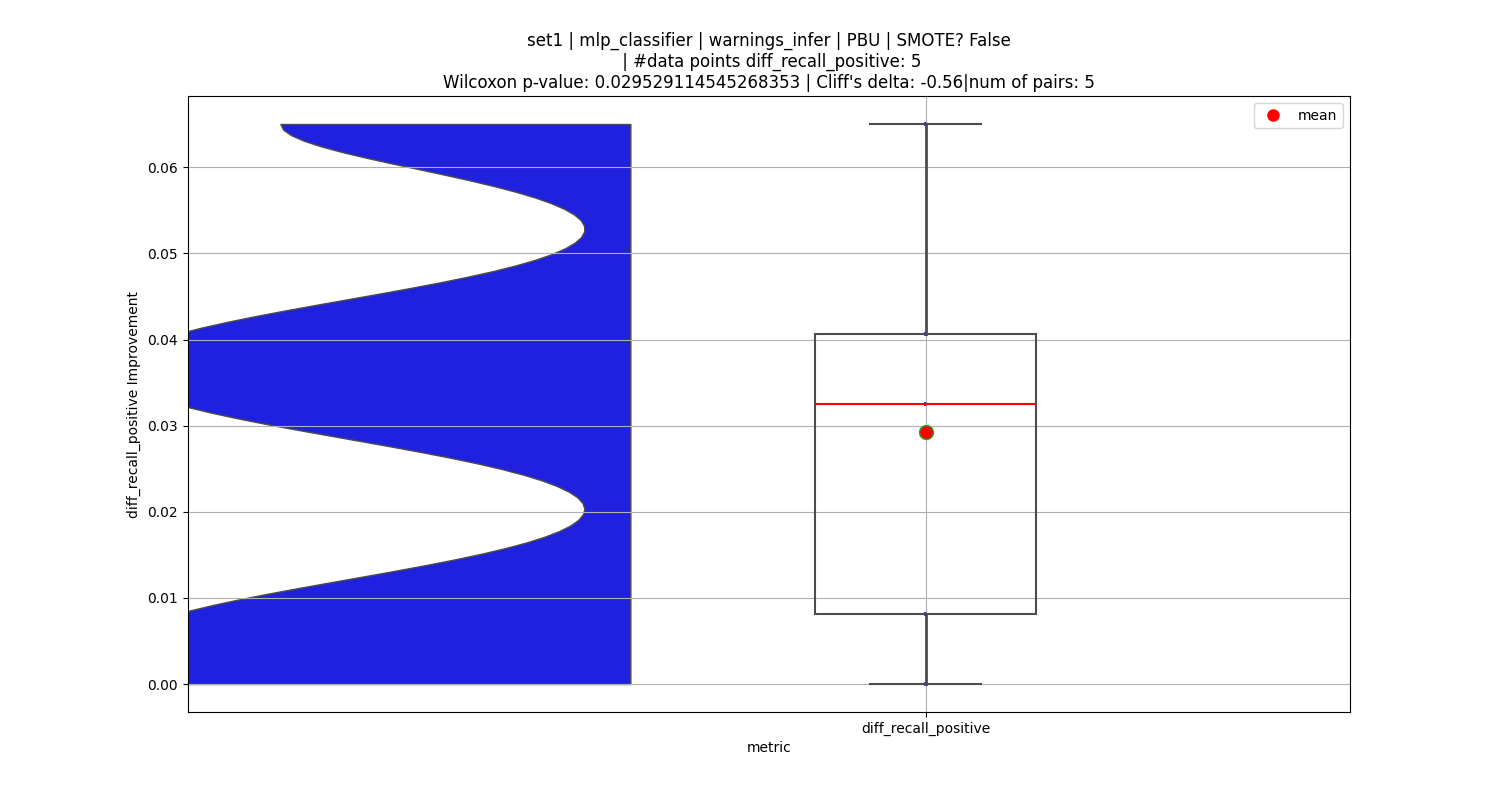 set1 | mlp_classifier | warnings_infer | PBU | SMOTE? False
| #data points diff_recall_positive: 5
Wilcoxon p-value: 0.029529114545268353 | Cliff's delta: -0.56|num of pairs: 5
mean
0.06
0.05
0.04
0.03
0.02
0.01
0.00
diff_recall_positive Improvement
diff_recall_positive
metric